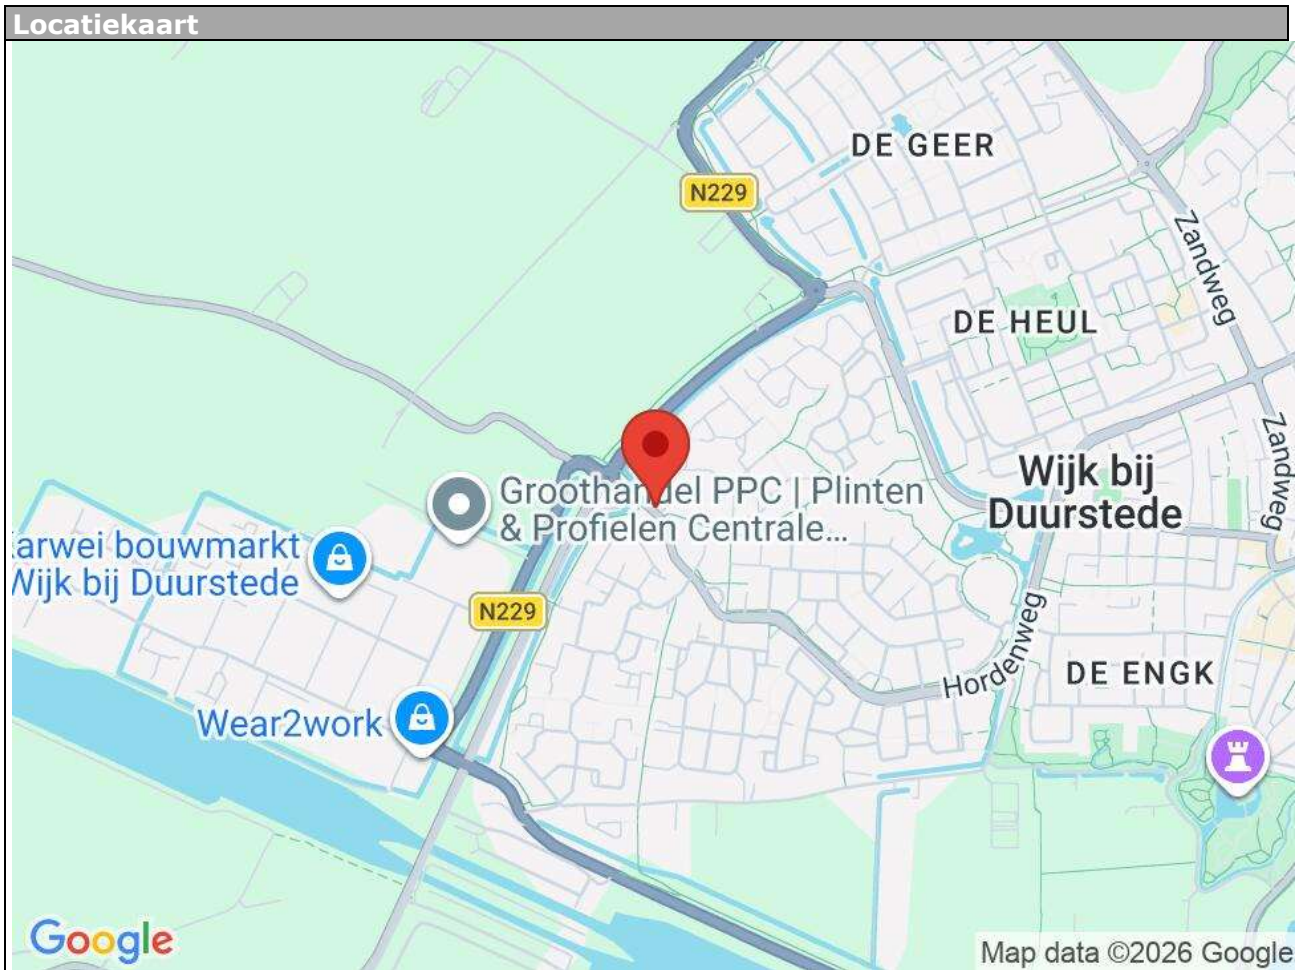 Locatiekaart
DE GEER
N229
Zandweg
DE HEUL
Zandweg
Wijk bij
Duurstede
Groothandel PPC | Plinten
& Profielen Centrale...
Karwei bouwmarkt
Wijk bij Duurstede
N229
Hordenweg
DE ENGK
Wear2work
Google
Map data ©2026 Google